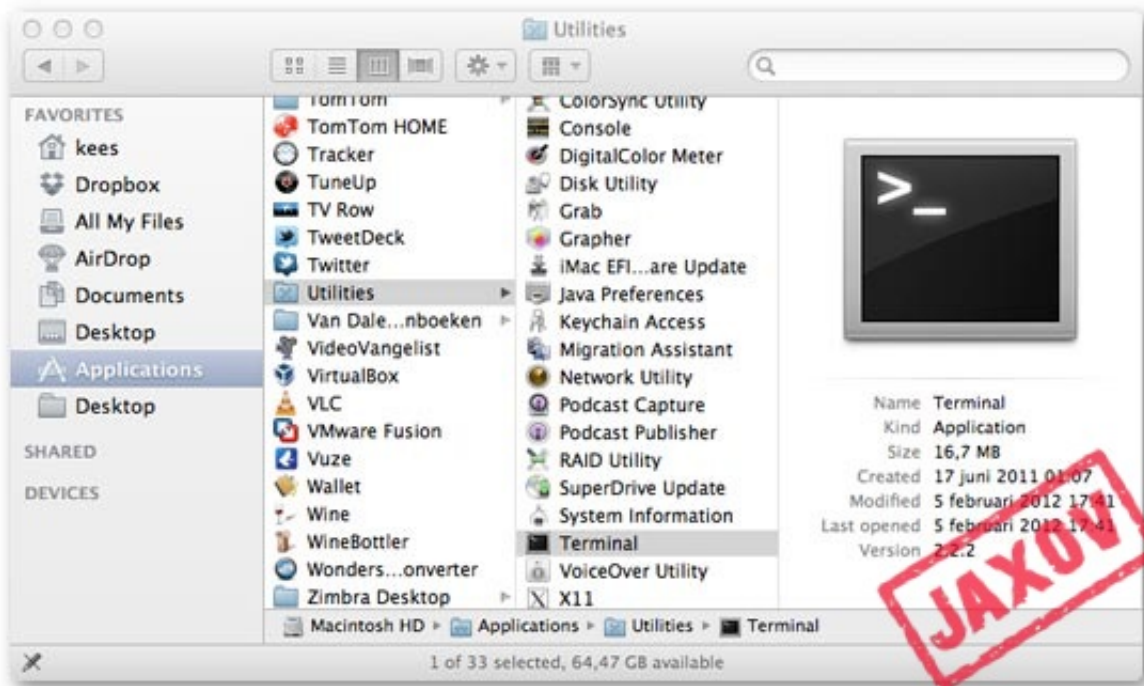 Utilities
FAVORITES
kees
Dropbox
All My Files
AirDrop
Documents
Desktop
Applications
Desktop
SHARED
DEVICES
TomTom
TomTom HOME
Tracker
TuneUp
TV Row
TweetDeck
Twitter
Utilities
Van Dale...nboeken
VideoVangelist
VirtualBox
VLC
VMware Fusion
Vuze
Wallet
Wine
WineBottler
Wonders...onverter
Zimbra Desktop
ColorSync Utility
Console
DigitalColor Meter
Disk Utility
Grab
Grapher
iMac EFI...are Update
Java Preferences
Keychain Access
Migration Assistant
Network Utility
Podcast Capture
Podcast Publisher
RAID Utility
SuperDrive Update
System Information
Terminal
VoiceOver Utility
X11
>_
Name Terminal
Kind Application
Size 16,7 MB
Created 17 juni 2011 01:07
Modified 5 februari 2012 17:41
Last opened 5 februari 2012 17:41
Version 2.2.2
JAXOV
Macintosh HD ▸ Applications ▸ Utilities ▸ Terminal
1 of 33 selected, 64,47 GB available